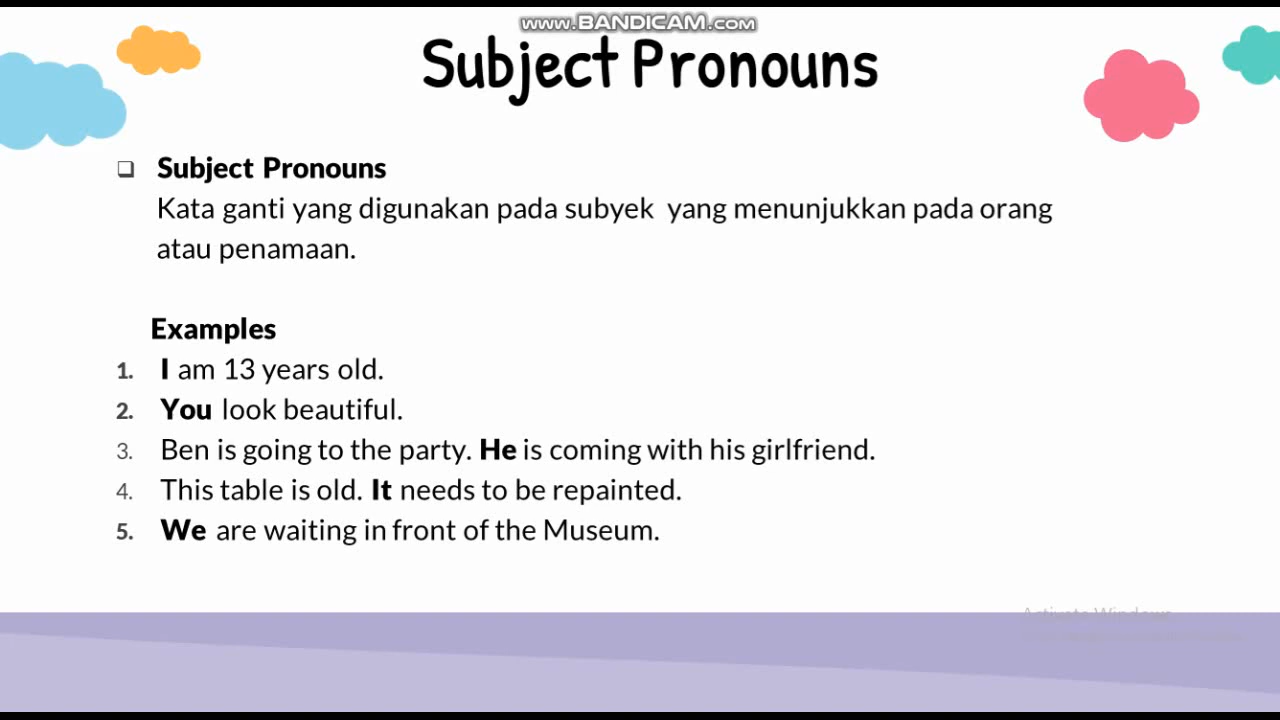 www.BANDICAM.com
Subject Pronouns
❑ Subject Pronouns
Kata ganti yang digunakan pada subyek yang menunjukkan pada orang
atau penamaan.
Examples
1. I am 13 years old.
2. You look beautiful.
3. Ben is going to the party. He is coming with his girlfriend.
4. This table is old. It needs to be repainted.
5. We are waiting in front of the Museum.
Activate Windows